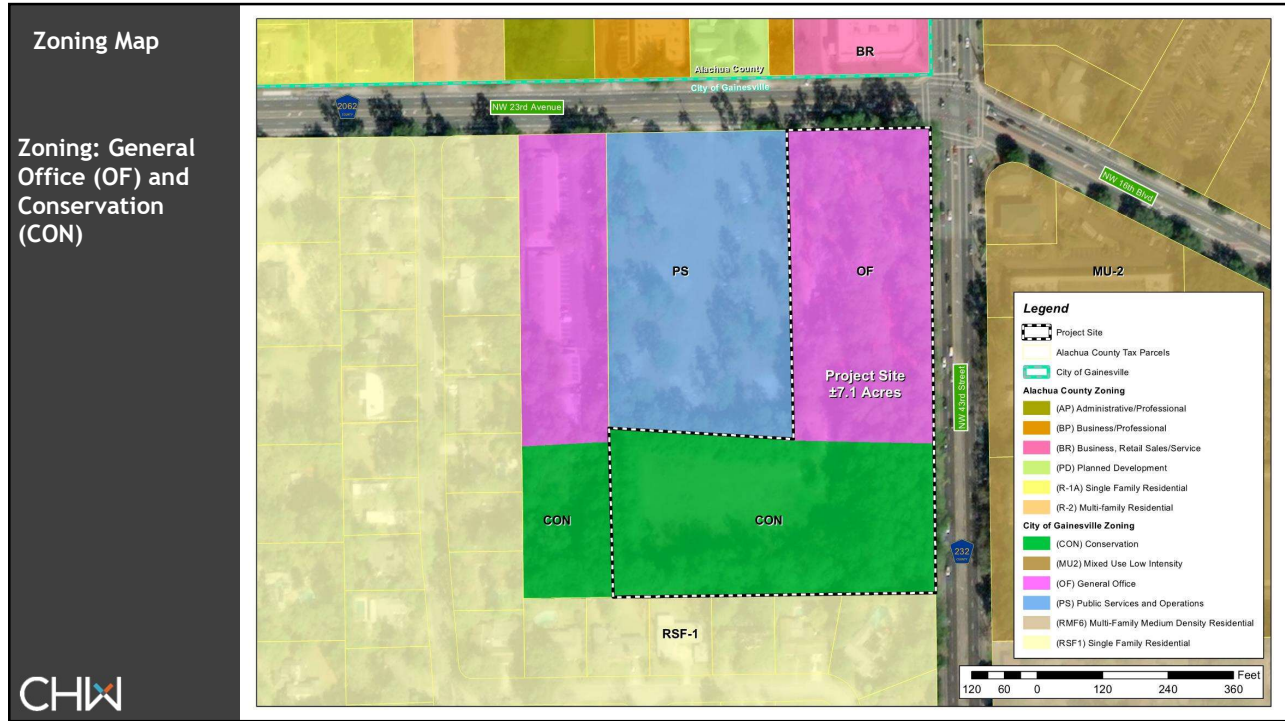 Zoning Map
Zoning: General
Office (OF) and
Conservation
(CON)
CHW
BR
Alachua County
City of Gainesville
2062
NW 23rd Avenue
NW 16th Blvd
PS
OF
MU-2
Project Site
±7.1 Acres
NW 43rd Street
CON
CON
232
RSF-1
Legend
Project Site
Alachua County Tax Parcels
City of Gainesville
Alachua County Zoning
(AP) Administrative/Professional
(BP) Business/Professional
(BR) Business, Retail Sales/Service
(PD) Planned Development
(R-1A) Single Family Residential
(R-2) Multi-family Residential
City of Gainesville Zoning
(CON) Conservation
(MU2) Mixed Use Low Intensity
(OF) General Office
(PS) Public Services and Operations
(RMF6) Multi-Family Medium Density Residential
(RSF1) Single Family Residential
Feet
120 60 0 120 240 360